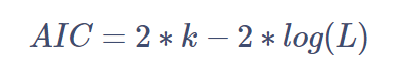 AIC = 2 * k − 2 * log(L)